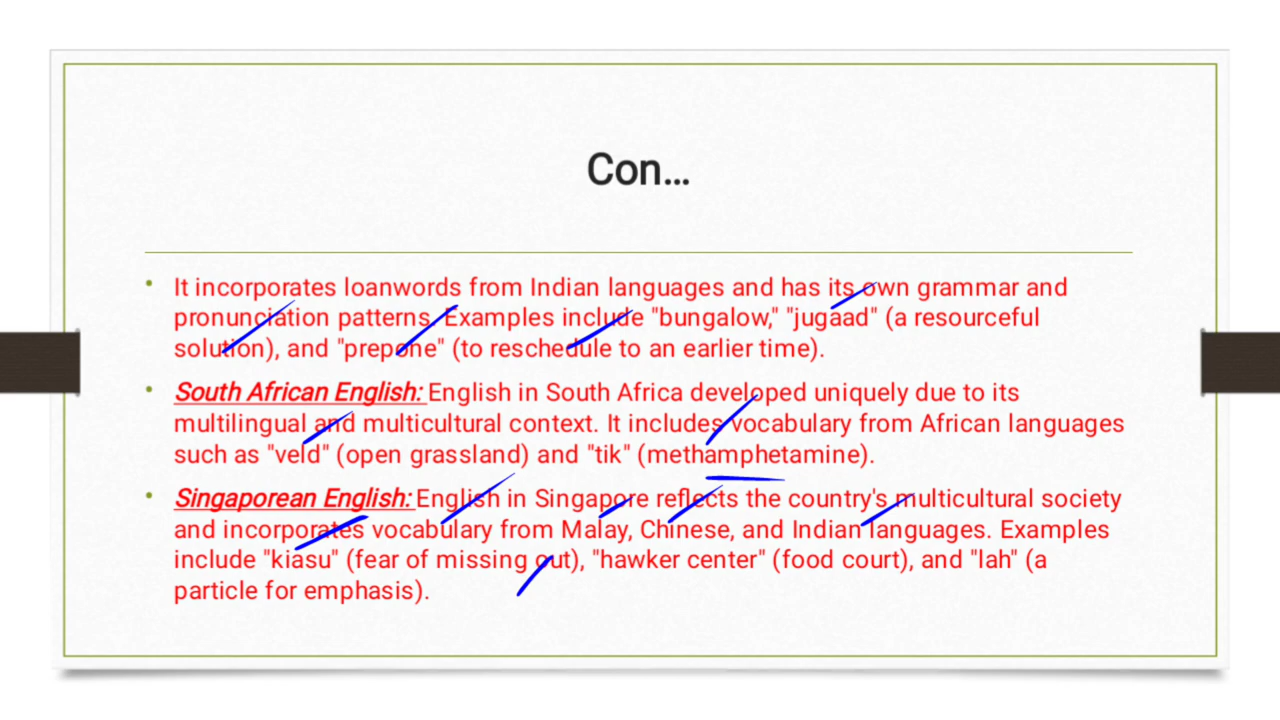 Con...
• It incorporates loanwords from Indian languages and has its own grammar and
pronunciation patterns. Examples include "bungalow," "jugaad" (a resourceful
solution), and "prepone" (to reschedule to an earlier time).
• South African English: English in South Africa developed uniquely due to its
multilingual and multicultural context. It includes vocabulary from African languages
such as "veld" (open grassland) and "tik" (methamphetamine).
• Singaporean English: English in Singapore reflects the country's multicultural society
and incorporates vocabulary from Malay, Chinese, and Indian languages. Examples
include "kiasu" (fear of missing out), "hawker center" (food court), and "lah" (a
particle for emphasis).